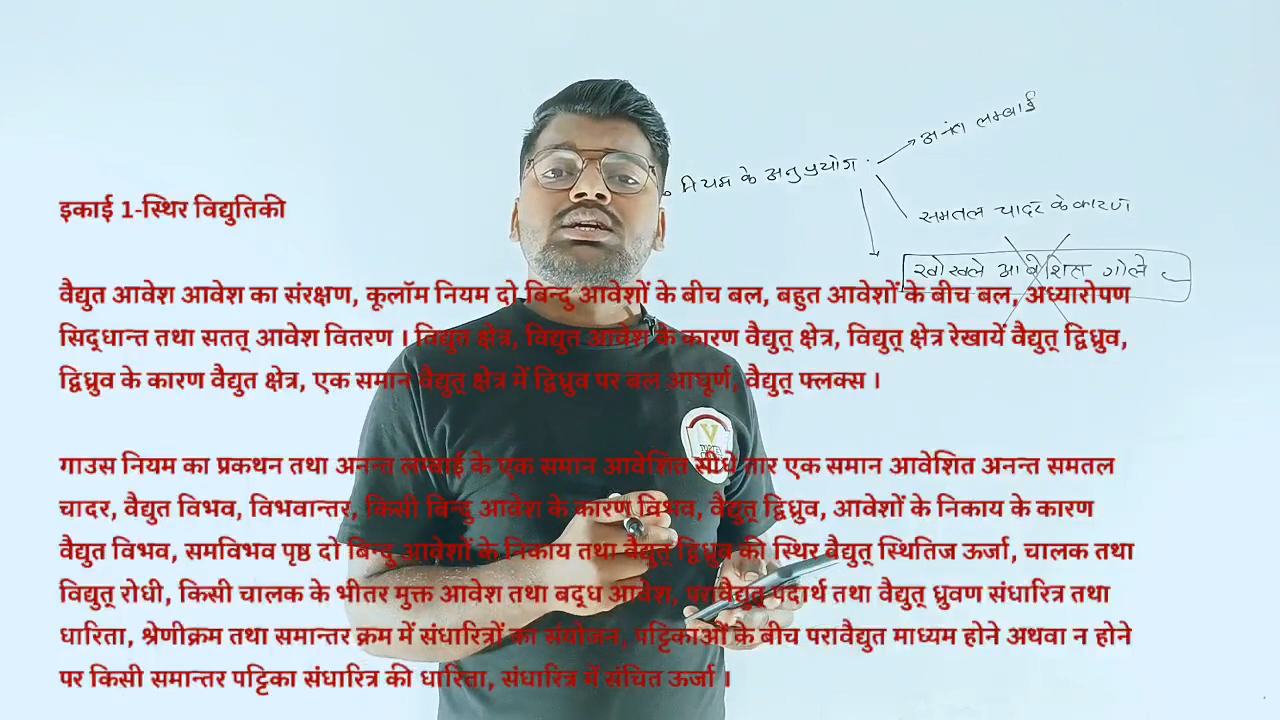 नियम के अनुप्रयोग
अनंत लम्बाई
समतल चादर के कारण
खोखले आवेशित गोले
इकाई 1-स्थिर विद्युतिकी
वैद्युत आवेश आवेश का संरक्षण, कूलॉम नियम दो बिन्दु आवेशों के बीच बल, बहुत आवेशों के बीच बल, अध्यारोपण
सिद्धान्त तथा सतत् आवेश वितरण । विद्युत क्षेत्र, विद्युत आवेश के कारण वैद्युत् क्षेत्र, विद्युत् क्षेत्र रेखायें वैद्युत् द्विध्रुव,
द्विध्रुव के कारण वैद्युत क्षेत्र, एक समान वैद्युत् क्षेत्र में द्विध्रुव पर बल आघूर्ण, वैद्युत् फ्लक्स ।
गाउस नियम का प्रकथन तथा अनन्त लम्बाई के एक समान आवेशित सीधे तार एक समान आवेशित अनन्त समतल
चादर, वैद्युत विभव, विभवान्तर, किसी बिन्दु आवेश के कारण विभव, वैद्युत् द्विध्रुव, आवेशों के निकाय के कारण
वैद्युत विभव, समविभव पृष्ठ दो बिन्दु आवेशों के निकाय तथा वैद्युत् द्विध्रुव की स्थिर वैद्युत् स्थितिज ऊर्जा, चालक तथा
विद्युत् रोधी, किसी चालक के भीतर मुक्त आवेश तथा बद्ध आवेश, परावैद्युत् पदार्थ तथा वैद्युत् ध्रुवण संधारित्र तथा
धारिता, श्रेणीक्रम तथा समान्तर क्रम में संधारित्रों का संयोजन, पट्टिकाओं के बीच परावैद्युत माध्यम होने अथवा न होने
पर किसी समान्तर पट्टिका संधारित्र की धारिता, संधारित्र में संचित ऊर्जा ।